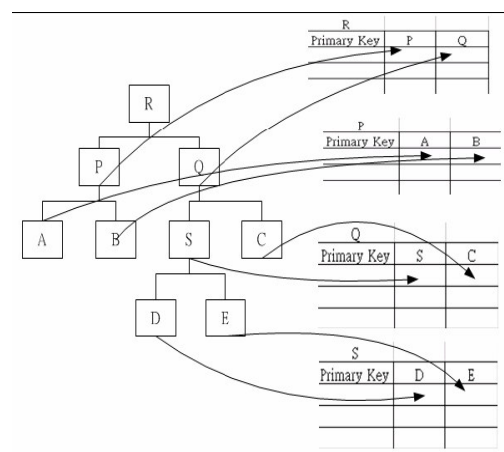 R
Primary Key P Q
R
P
Primary Key A B
P Q
A B S C
Q
Primary Key S C
D E
S
Primary Key D E